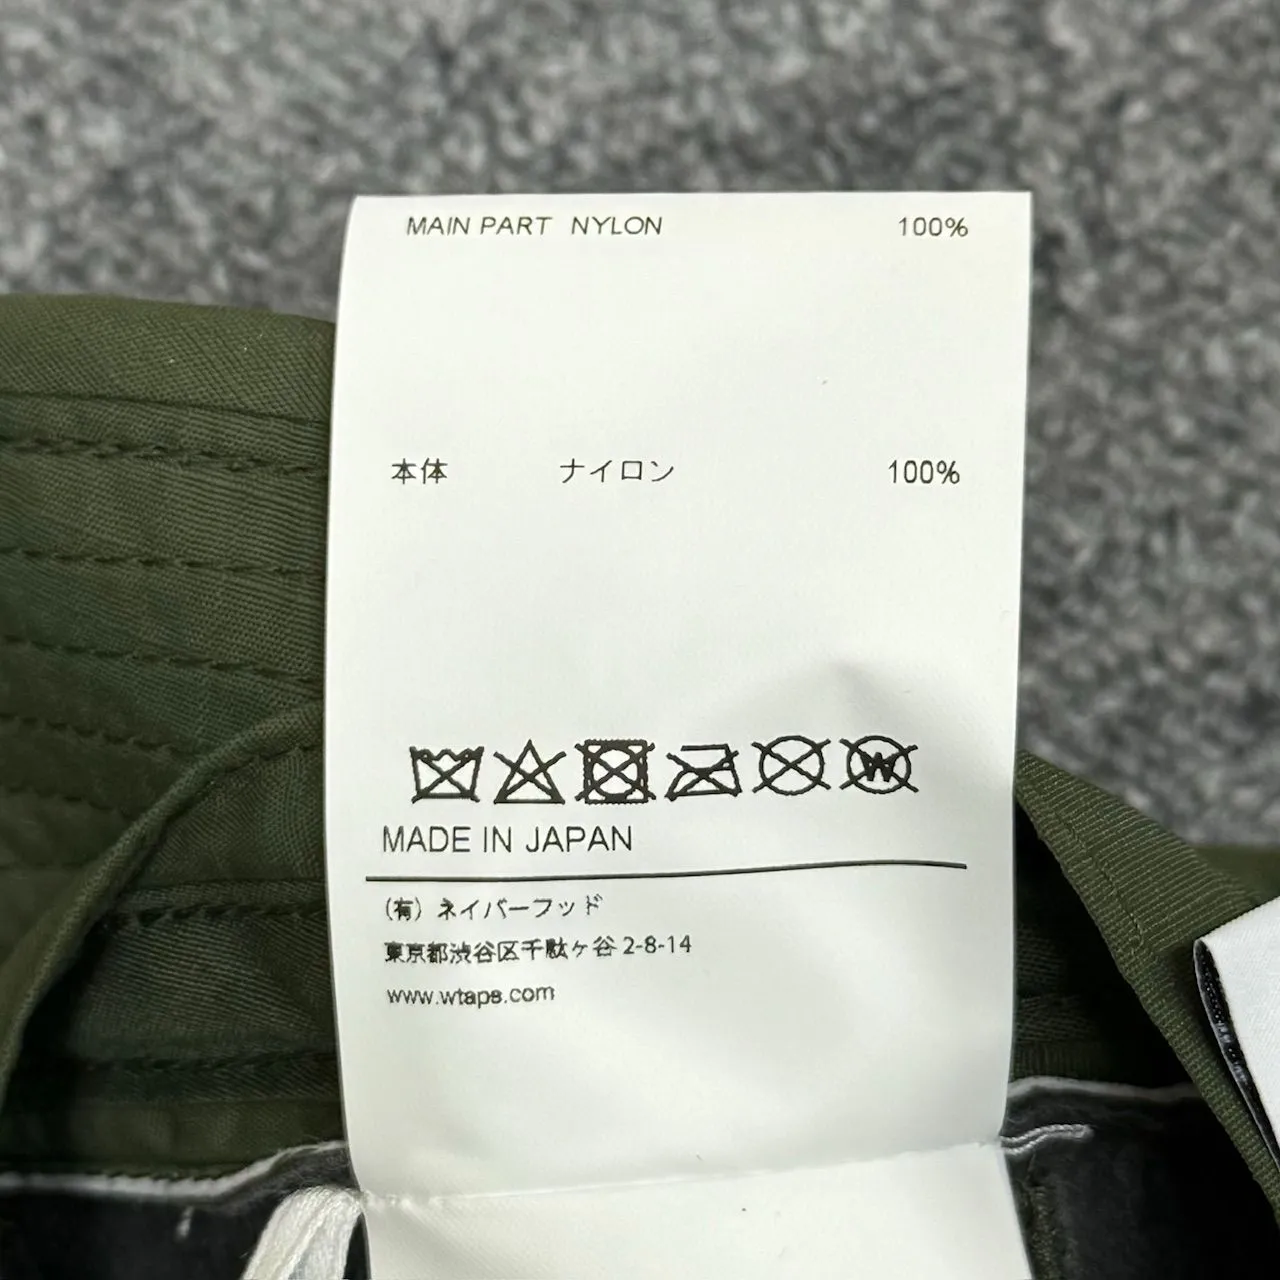 MAIN PART NYLON 100%
本体 ナイロン 100%
W
MADE IN JAPAN
(有) ネイバーフッド
東京都渋谷区千駄ヶ谷 2-8-14
www.wtaps.com